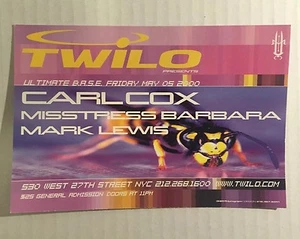 TWILO
PRESENTS
ULTIMATE B.A.S.E. FRIDAY MAY 05 2000
CARL COX
MISSTRESS BARBARA
MARK LEWIS
530 WEST 27TH STREET NYC 212.268.1600 WWW.TWILO.COM
$25 GENERAL ADMISSION DOORS AT 11PM